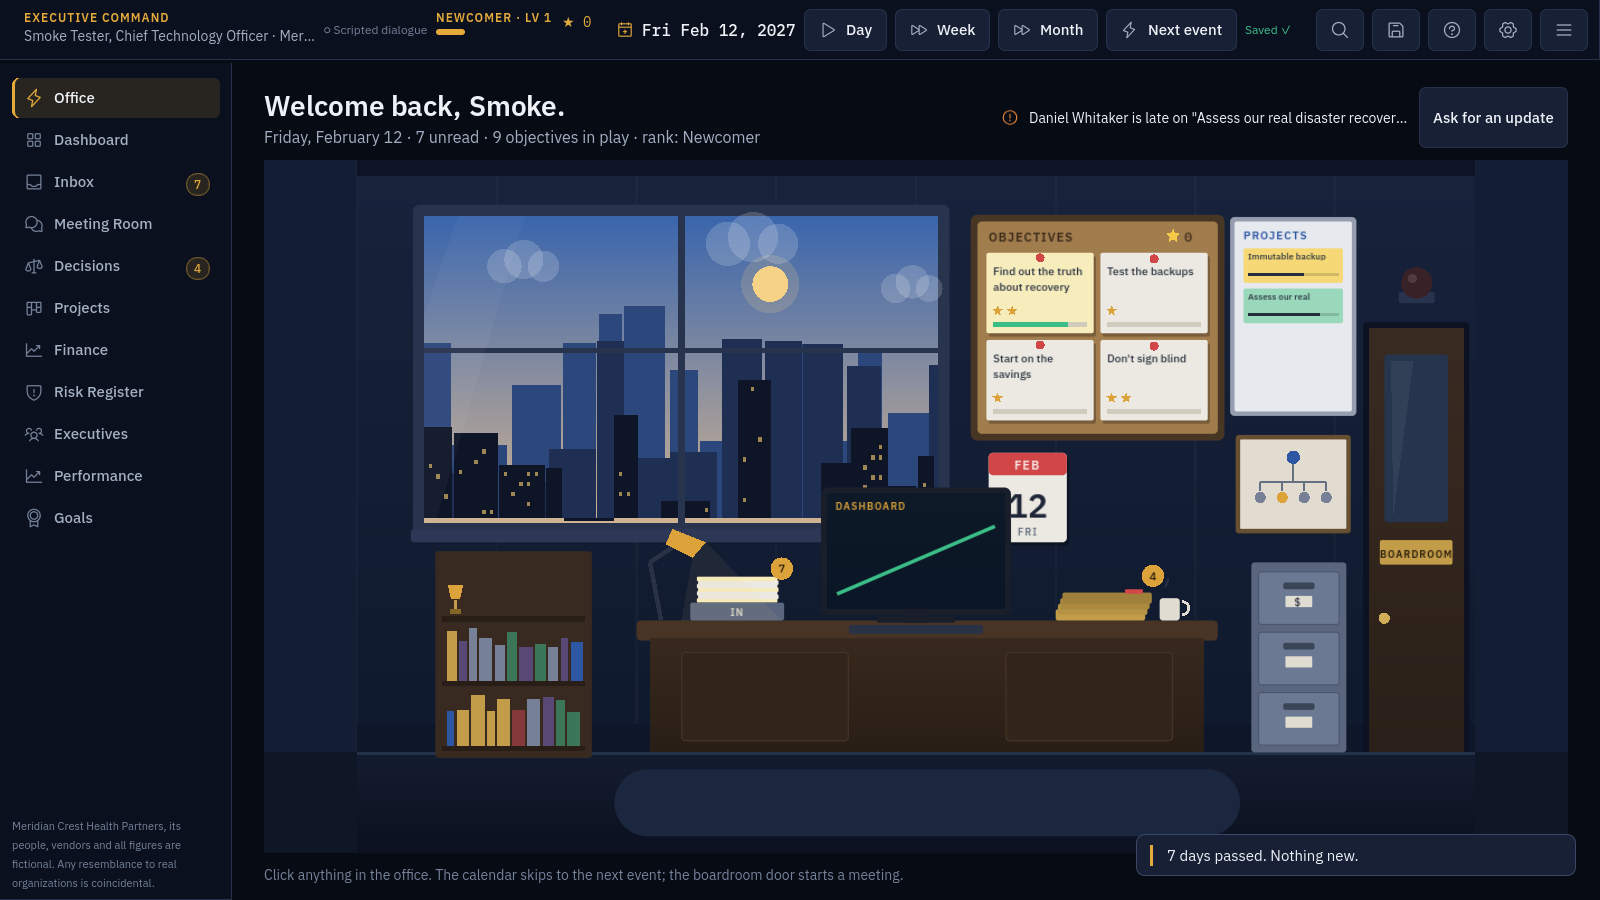 EXECUTIVE COMMAND
Smoke Tester, Chief Technology Officer · Mer...
Scripted dialogue
NEWCOMER · LV 1
★ 0
Fri Feb 12, 2027
Day
Week
Month
Next event
Saved ✓
Office
Dashboard
Inbox
7
Meeting Room
Decisions
4
Projects
Finance
Risk Register
Executives
Performance
Goals
Meridian Crest Health Partners, its
people, vendors and all figures are
fictional. Any resemblance to real
organizations is coincidental.
Welcome back, Smoke.
Friday, February 12 · 7 unread · 9 objectives in play · rank: Newcomer
Daniel Whitaker is late on "Assess our real disaster recover...
Ask for an update
OBJECTIVES
★ 0
Find out the truth
about recovery
Test the backups
Start on the
savings
Don't sign blind
PROJECTS
Immutable backup
Assess our real
FEB
12
FRI
DASHBOARD
7
IN
4
BOARDROOM
$
Click anything in the office. The calendar skips to the next event; the boardroom door starts a meeting.
7 days passed. Nothing new.